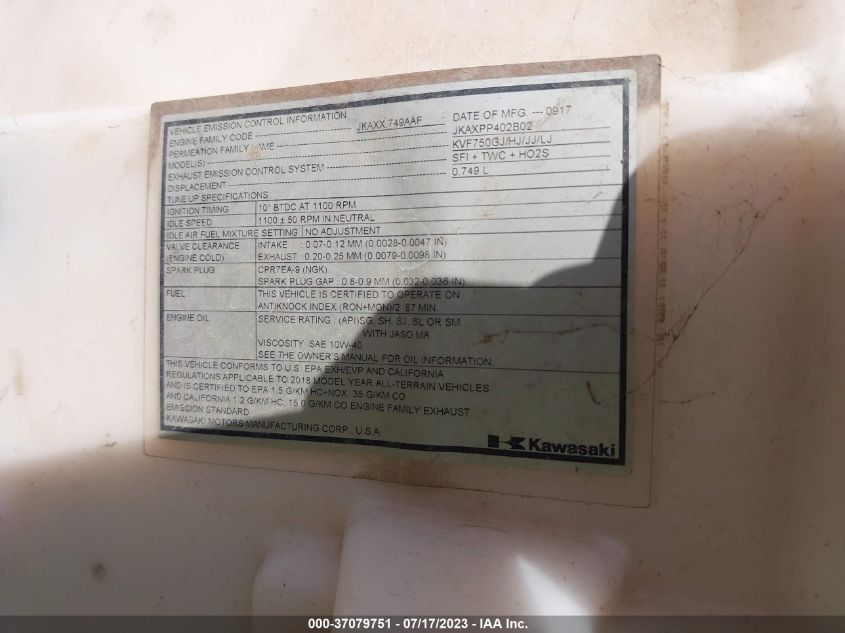 VEHICLE EMISSION CONTROL INFORMATION DATE OF MFG. --- 0917
ENGINE FAMILY CODE JKAXX.749AAF
PERMEATION FAMILY NAME JKAXPP402B02
MODEL(S) KVF750GJ/HJ/JJ/LJ
EXHAUST EMISSION CONTROL SYSTEM SFI + TWC + HO2S
DISPLACEMENT 0.749 L
TUNE UP SPECIFICATIONS
IGNITION TIMING 10° BTDC AT 1100 RPM
IDLE SPEED 1100 ± 50 RPM IN NEUTRAL
IDLE AIR FUEL MIXTURE SETTING NO ADJUSTMENT
VALVE CLEARANCE INTAKE : 0.07-0.12 MM (0.0028-0.0047 IN)
(ENGINE COLD) EXHAUST : 0.20-0.25 MM (0.0079-0.0098 IN)
SPARK PLUG CPR7EA-9 (NGK)
SPARK PLUG GAP : 0.8-0.9 MM (0.032-0.036 IN)
FUEL THIS VEHICLE IS CERTIFIED TO OPERATE ON
ANTIKNOCK INDEX (RON+MON)/2 87 MIN.
ENGINE OIL SERVICE RATING : (API)SG, SH, SJ, SL OR SM
WITH JASO MA
VISCOSITY: SAE 10W-40
SEE THE OWNER'S MANUAL FOR OIL INFORMATION.
THIS VEHICLE CONFORMS TO U.S. EPA EXH/EVP AND CALIFORNIA
REGULATIONS APPLICABLE TO 2018 MODEL YEAR ALL-TERRAIN VEHICLES
AND IS CERTIFIED TO EPA 1.5 G/KM HC+NOX, 35 G/KM CO
AND CALIFORNIA 1.2 G/KM HC, 15.0 G/KM CO ENGINE FAMILY EXHAUST
EMISSION STANDARD.
KAWASAKI MOTORS MANUFACTURING CORP., U.S.A.
Kawasaki
000-37079751 / 07/17/2023 - IAA Inc.